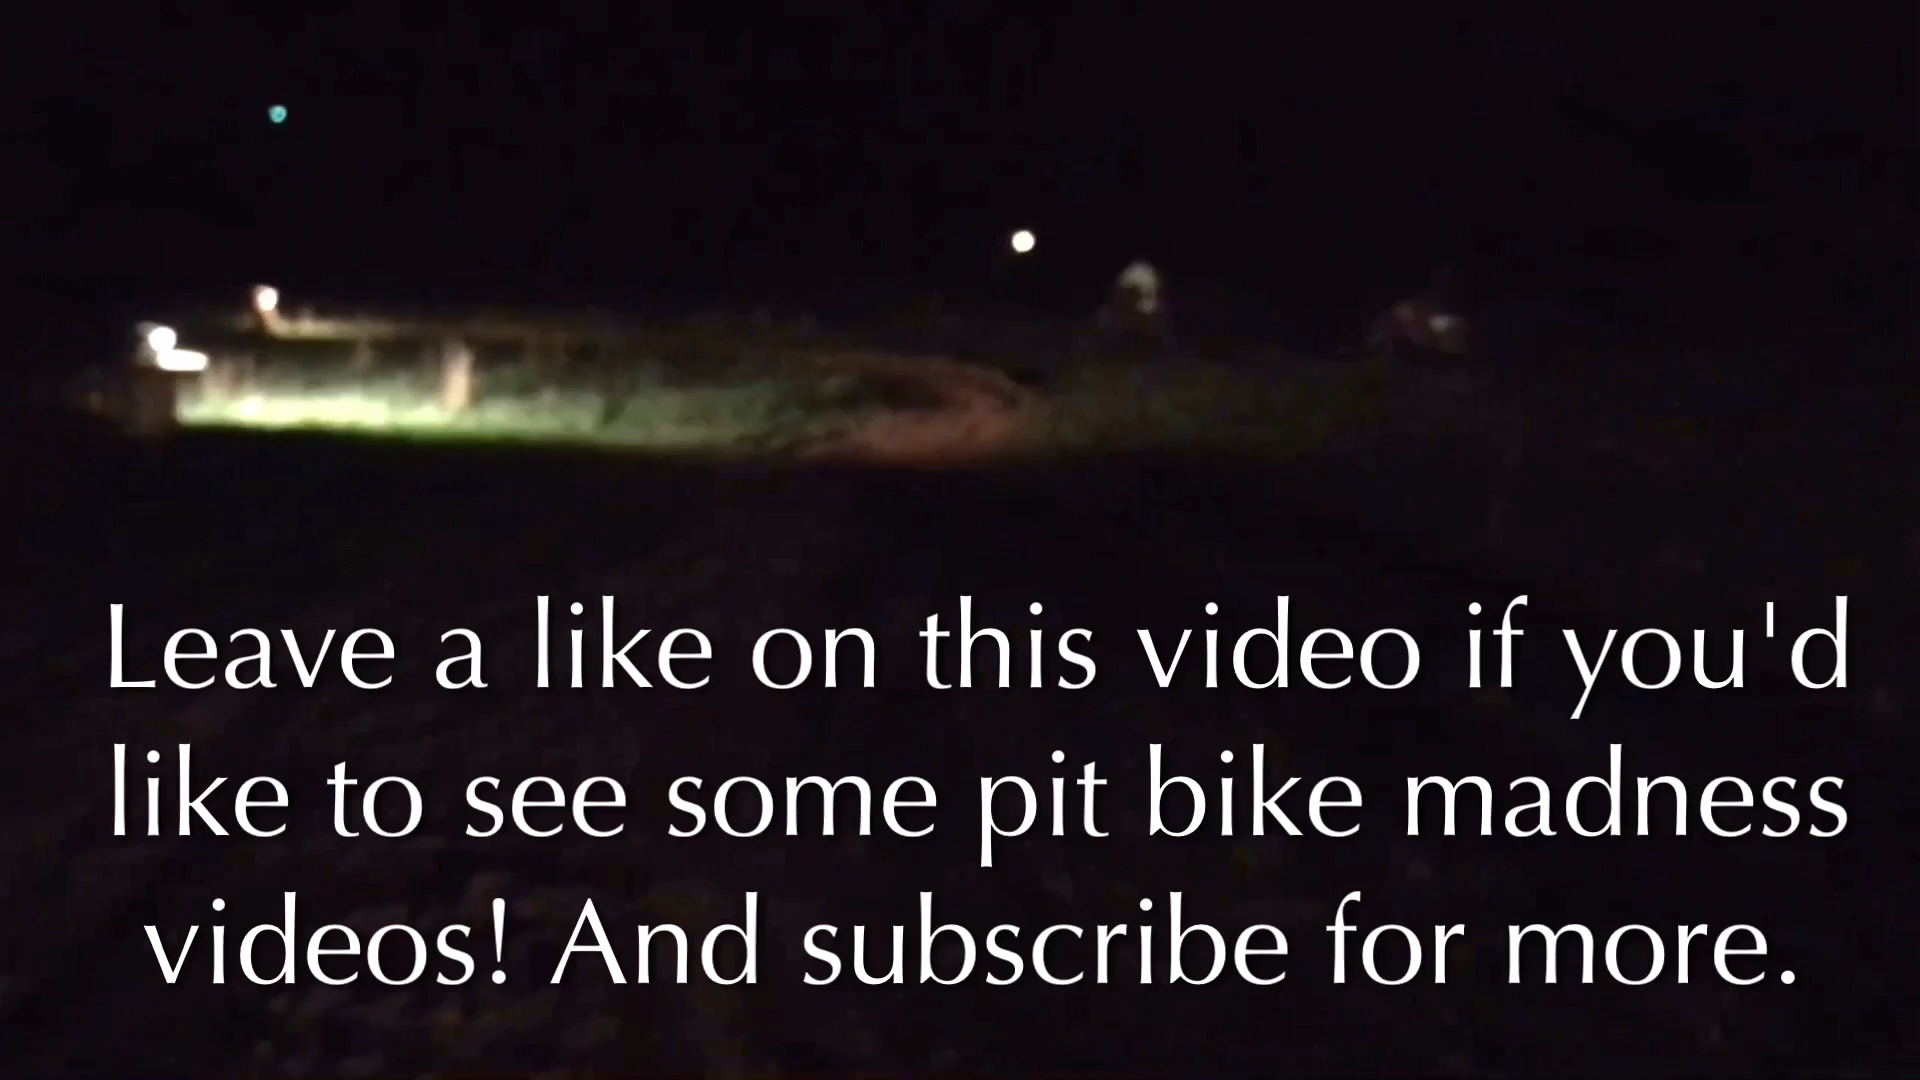 Leave a like on this video if you'd
like to see some pit bike madness
videos! And subscribe for more.